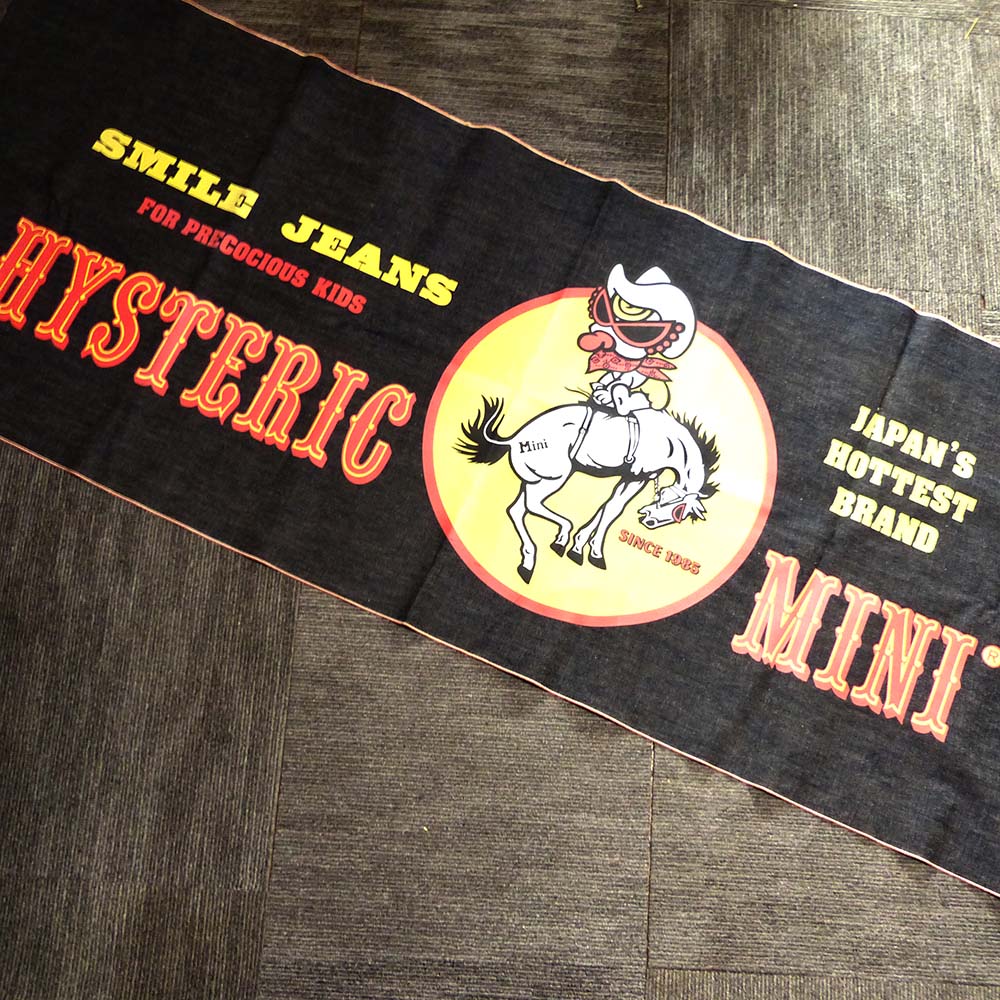 SMILE JEANS
FOR PRECOCIOUS KIDS
HYSTERIC
Mini
SINCE 1985
JAPAN'S
HOTTEST
BRAND
MINI®